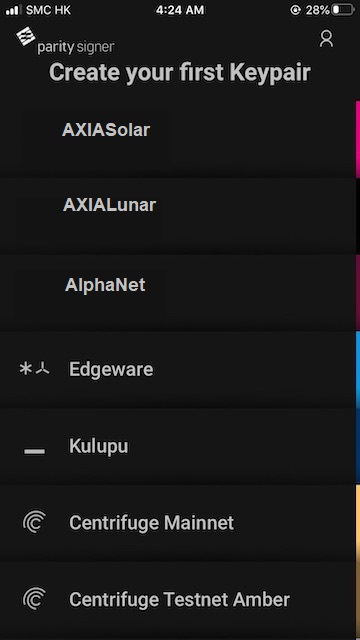 SMC HK 4:24 AM 28%
parity signer
Create your first Keypair
AXIASolar
AXIALunar
AlphaNet
Edgeware
Kulupu
Centrifuge Mainnet
Centrifuge Testnet Amber